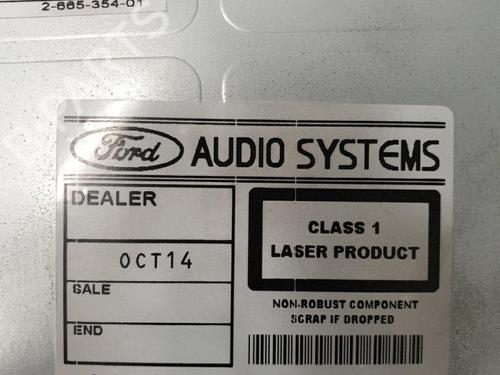 2-665-354-01
Ford AUDIO SYSTEMS
DEALER
OCT14
SALE
END
CLASS 1
LASER PRODUCT
NON-ROBUST COMPONENT
SCRAP IF DROPPED